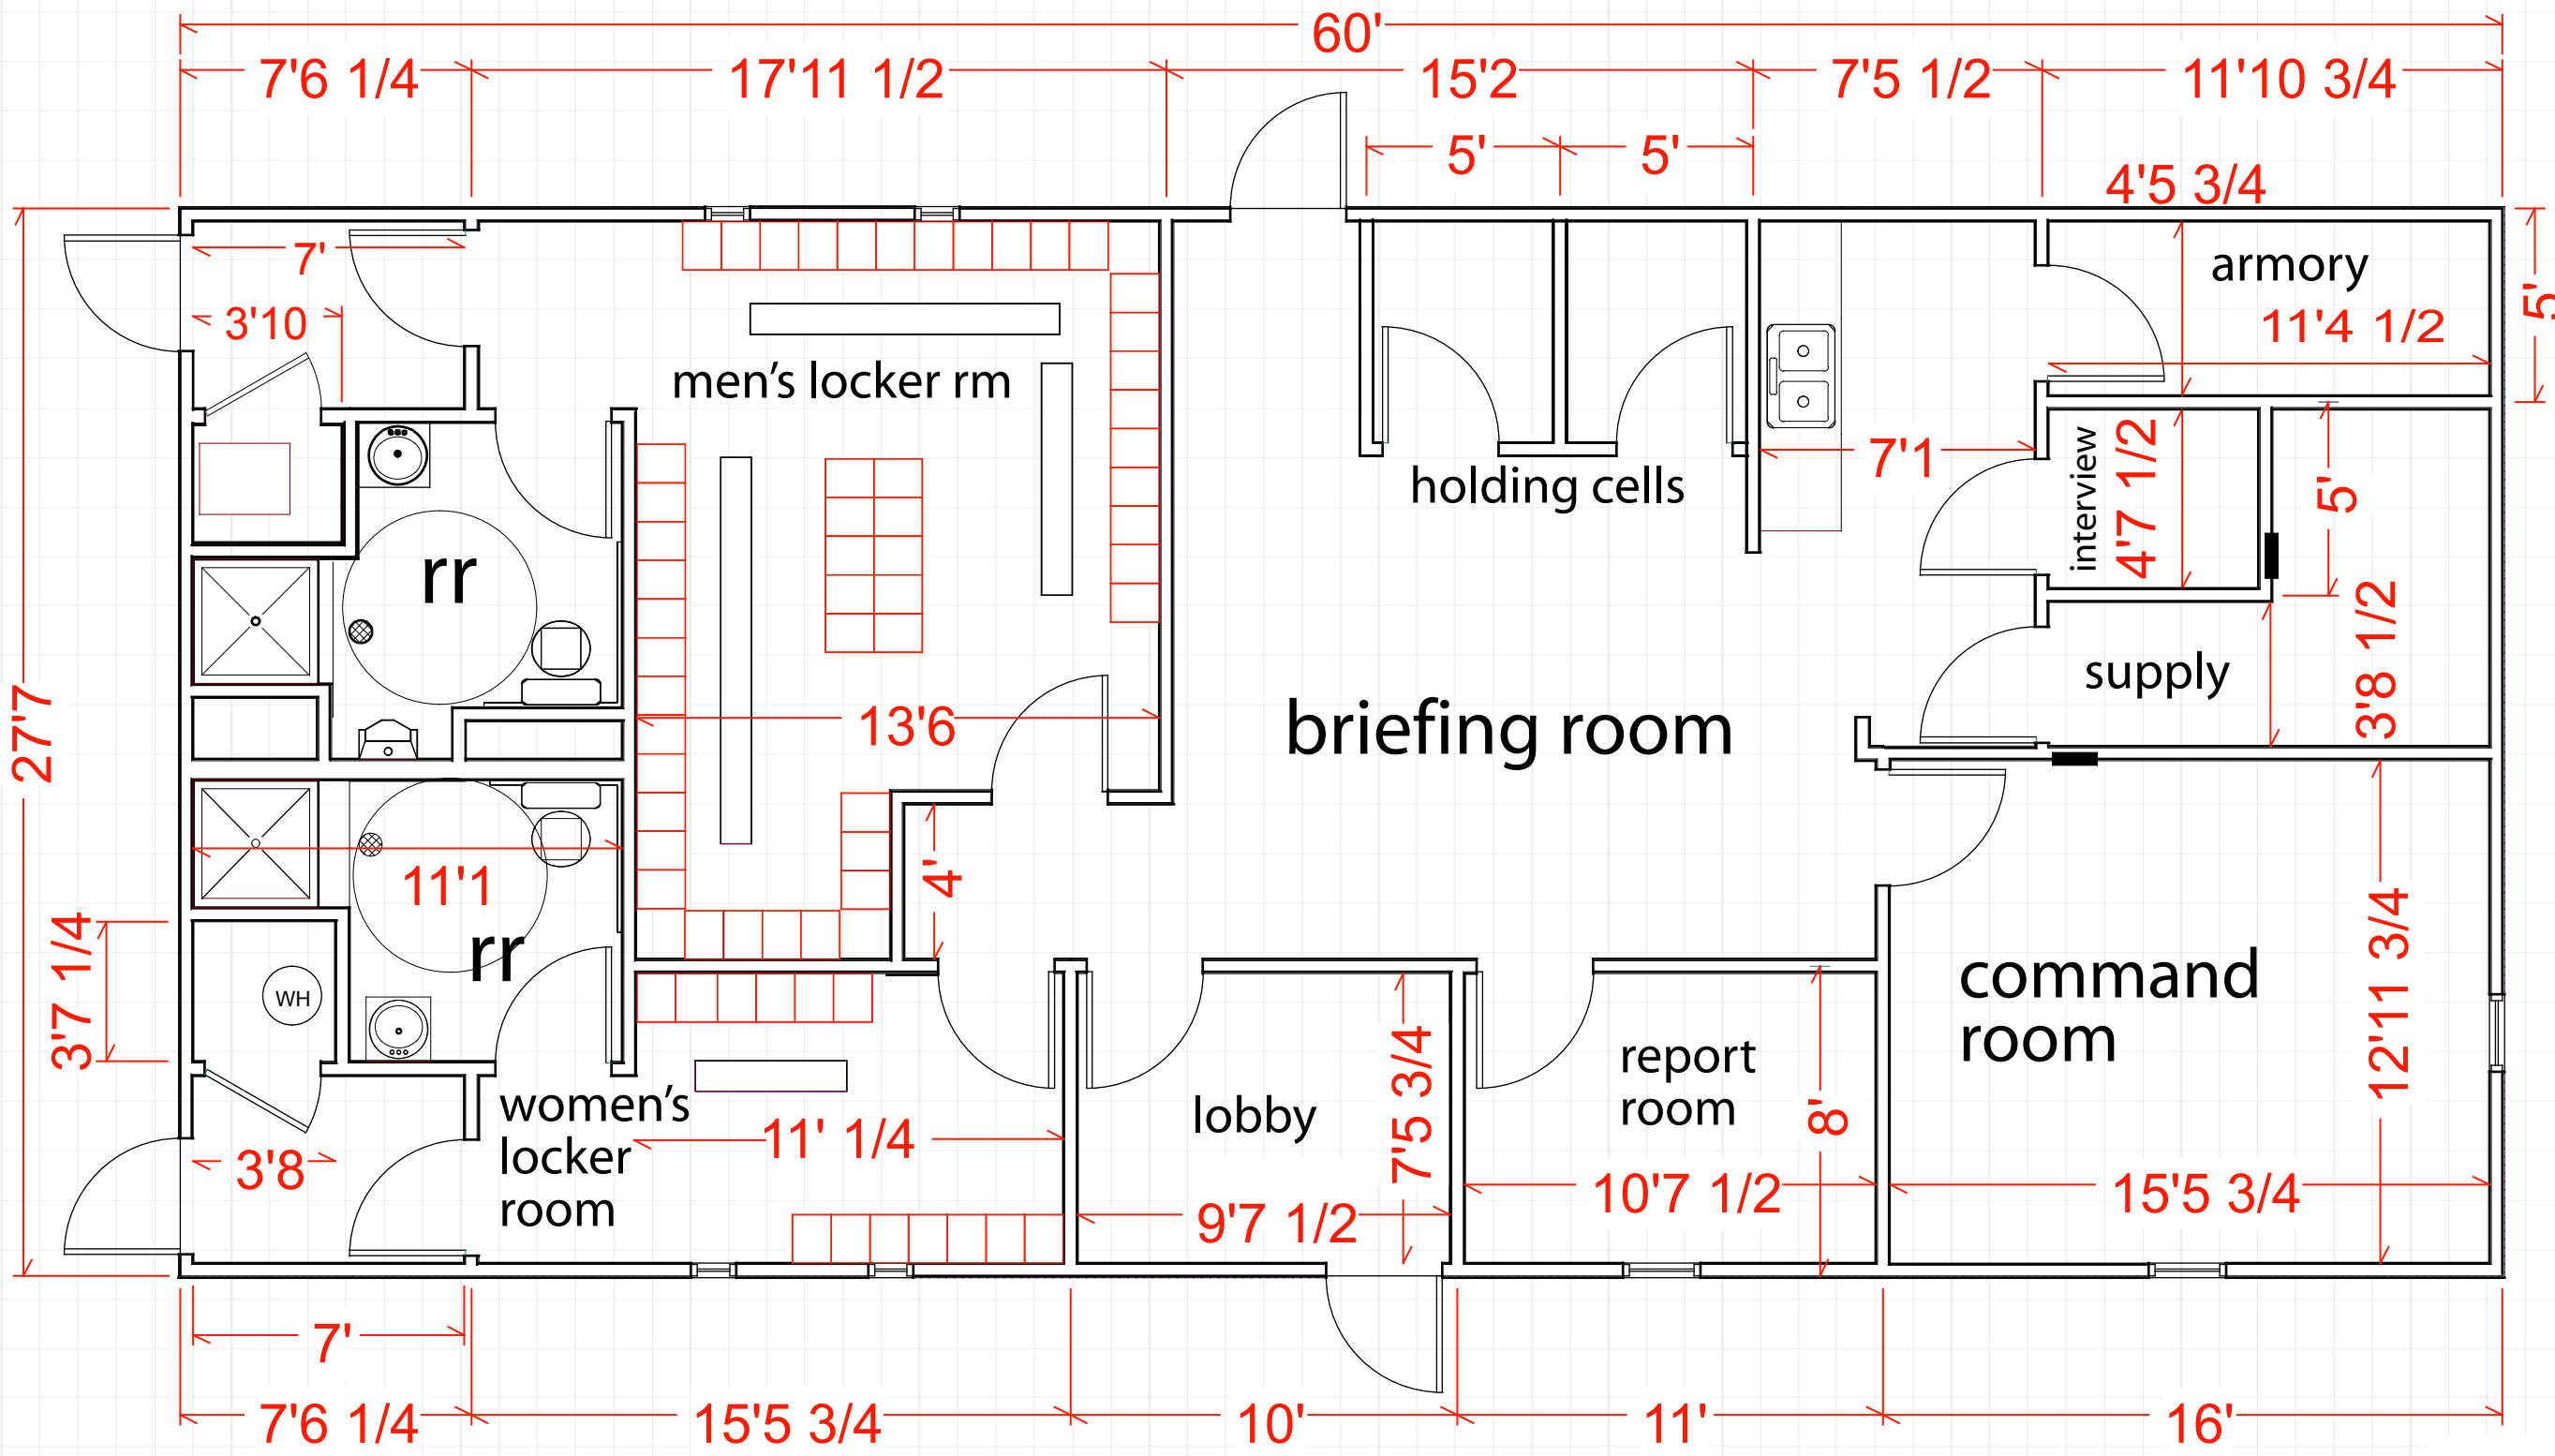 60'
7'6 1/4
17'11 1/2
15'2
7'5 1/2
11'10 3/4
5'
5'
4'5 3/4
7'
armory
5'
3'10
11'4 1/2
men's locker rm
7'1
interview
4'7 1/2
5'
holding cells
rr
3'8 1/2
supply
27'7
13'6
briefing room
11'1
4'
rr
3'7 1/4
WH
command
room
12'11 3/4
report
room
8'
7'5 3/4
lobby
women's
locker
room
11' 1/4
3'8
9'7 1/2
10'7 1/2
15'5 3/4
7'
7'6 1/4
15'5 3/4
10'
11'
16'